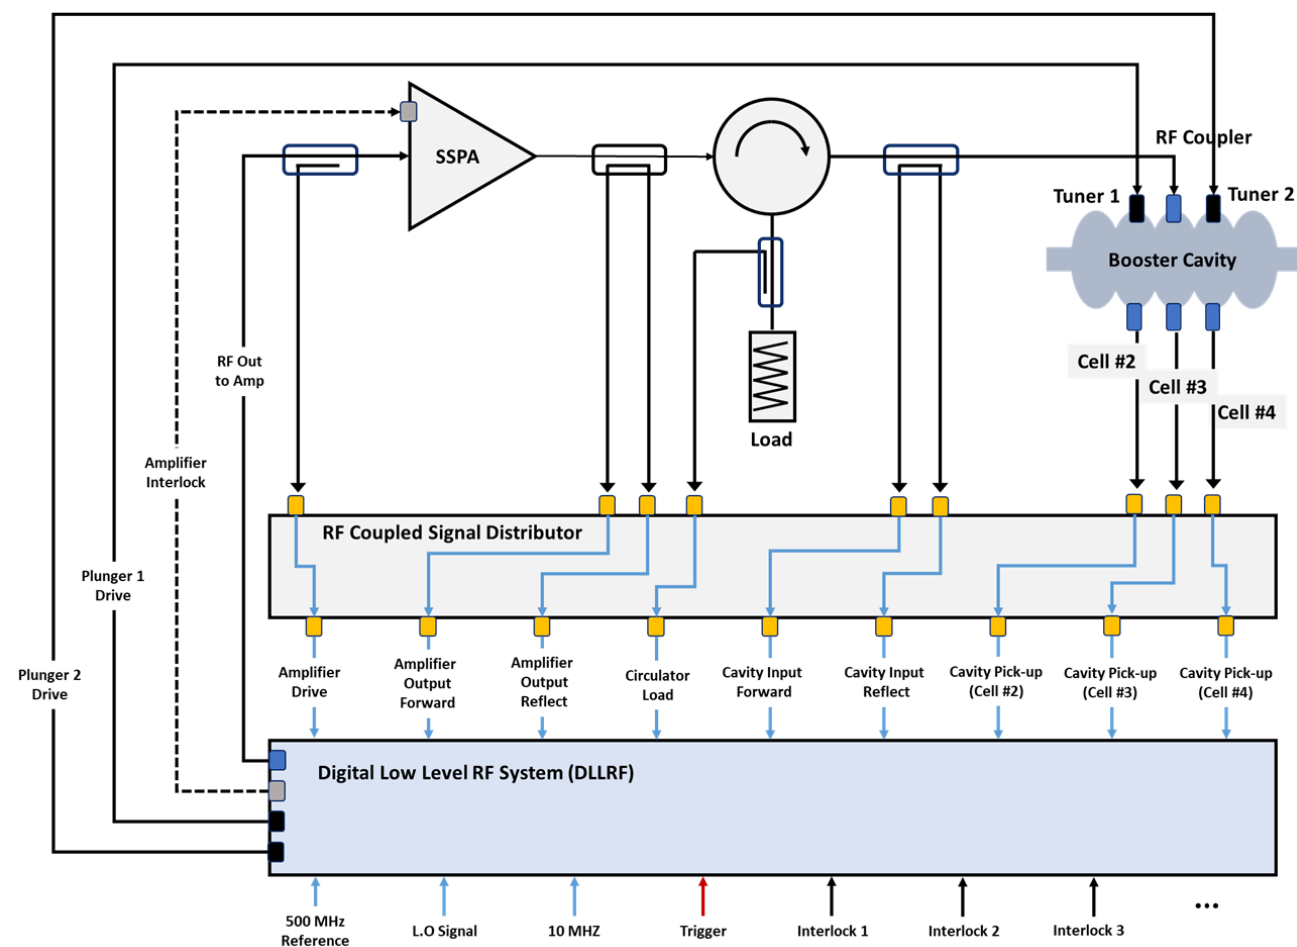 RF Coupler
SSPA
Tuner 1
Tuner 2
Booster Cavity
RF Out
to Amp
Cell #2
Cell #3
Cell #4
Load
Amplifier
Interlock
RF Coupled Signal Distributor
Plunger 1
Drive
Plunger 2
Drive
Amplifier
Drive
Amplifier
Output
Forward
Amplifier
Output
Reflect
Circulator
Load
Cavity Input
Forward
Cavity Input
Reflect
Cavity Pick-up
(Cell #2)
Cavity Pick-up
(Cell #3)
Cavity Pick-up
(Cell #4)
Digital Low Level RF System (DLLRF)
500 MHz
Reference
L.O Signal
10 MHZ
Trigger
Interlock 1
Interlock 2
Interlock 3
...